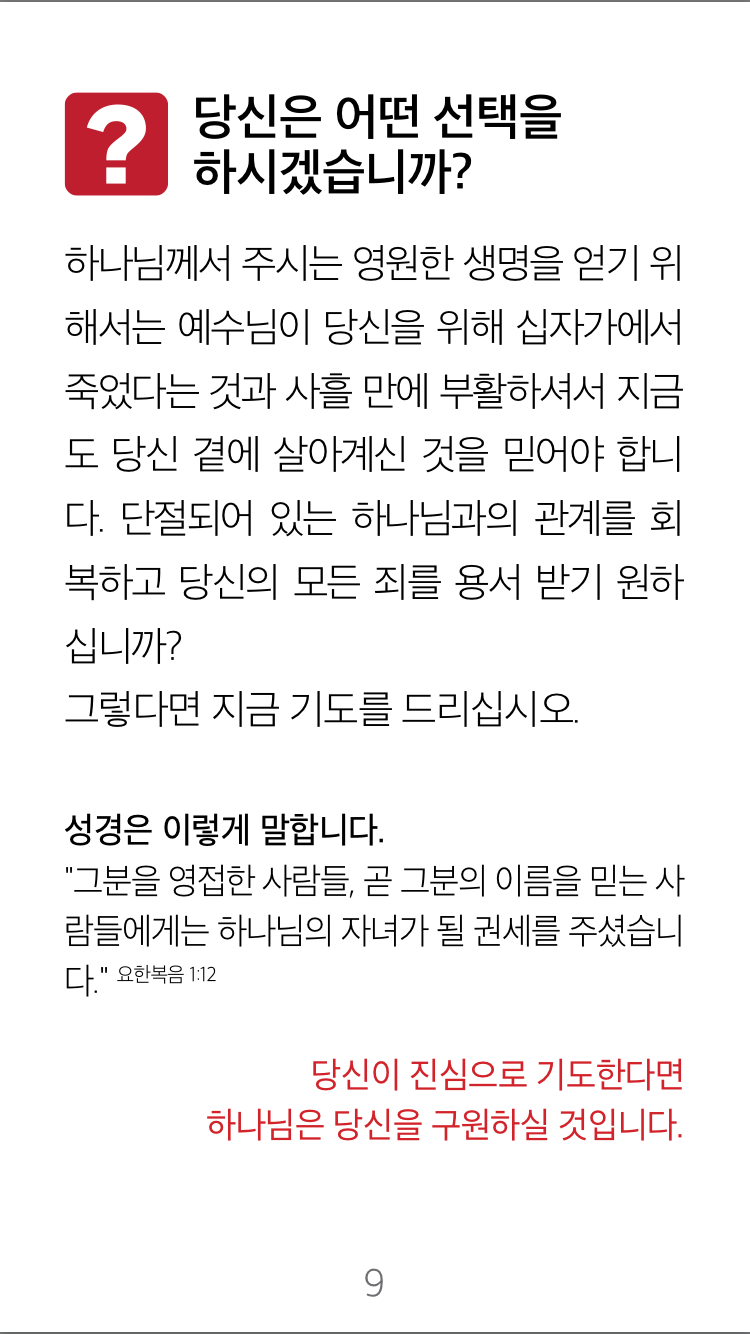 ?
당신은 어떤 선택을
하시겠습니까?
하나님께서 주시는 영원한 생명을 얻기 위
해서는 예수님이 당신을 위해 십자가에서
죽었다는 것과 사흘 만에 부활하셔서 지금
도 당신 곁에 살아계신 것을 믿어야 합니
다. 단절되어 있는 하나님과의 관계를 회
복하고 당신의 모든 죄를 용서 받기 원하
십니까?
그렇다면 지금 기도를 드리십시오.
성경은 이렇게 말합니다.
"그분을 영접한 사람들, 곧 그분의 이름을 믿는 사
람들에게는 하나님의 자녀가 될 권세를 주셨습니
다." 요한복음 1:12
당신이 진심으로 기도한다면
하나님은 당신을 구원하실 것입니다.
9